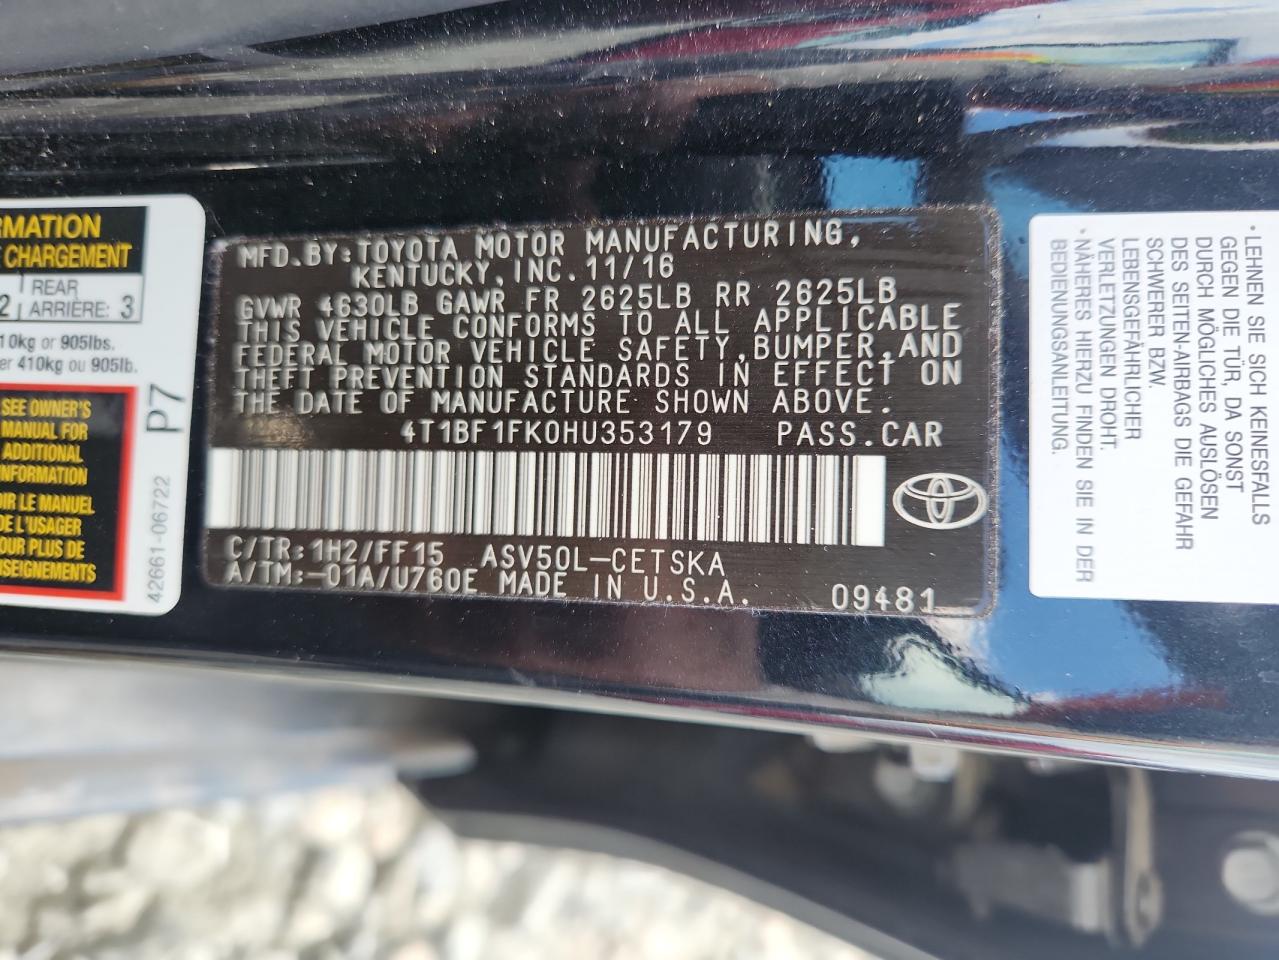 RMATION
E CHARGEMENT
2 REAR
ARRIÈRE: 3
10kg or 905lbs.
er 410kg ou 905lb.
SEE OWNER'S
MANUAL FOR
ADDITIONAL
INFORMATION
OIR LE MANUEL
DE L'USAGER
POUR PLUS DE
NSEIGNEMENTS
P7
42661-06722
MFD.BY:TOYOTA MOTOR MANUFACTURING,
KENTUCKY,INC.11/16
GVWR 4630LB GAWR FR 2625LB RR 2625LB
THIS VEHICLE CONFORMS TO ALL APPLICABLE
FEDERAL MOTOR VEHICLE SAFETY,BUMPER,AND
THEFT PREVENTION STANDARDS IN EFFECT ON
THE DATE OF MANUFACTURE SHOWN ABOVE.
4T1BF1FK0HU353179 PASS.CAR
C/TR:1H2/FF15 ASV50L-CETSKA
A/TM:-01A/U760E MADE IN U.S.A. 09481
• LEHNEN SIE SICH KEINESFALLS
GEGEN DIE TÜR, DA SONST
DURCH MÖGLICHES AUSLÖSEN
DES SEITEN-AIRBAGS DIE GEFAHR
SCHWERER BZW.
LEBENSGEFÄHRLICHER
VERLETZUNGEN DROHT.
• NÄHERES HIERZU FINDEN SIE IN DER
BEDIENUNGSANLEITUNG.